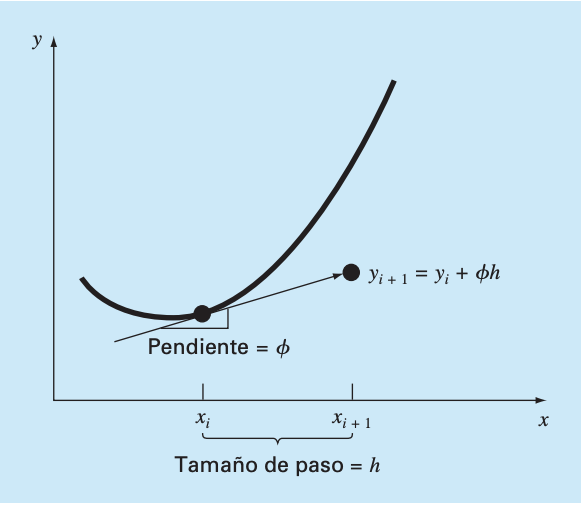 y
y_{i + 1} = y_i + ϕh
Pendiente = ϕ
x_i
x_{i + 1}
x
Tamaño de paso = h